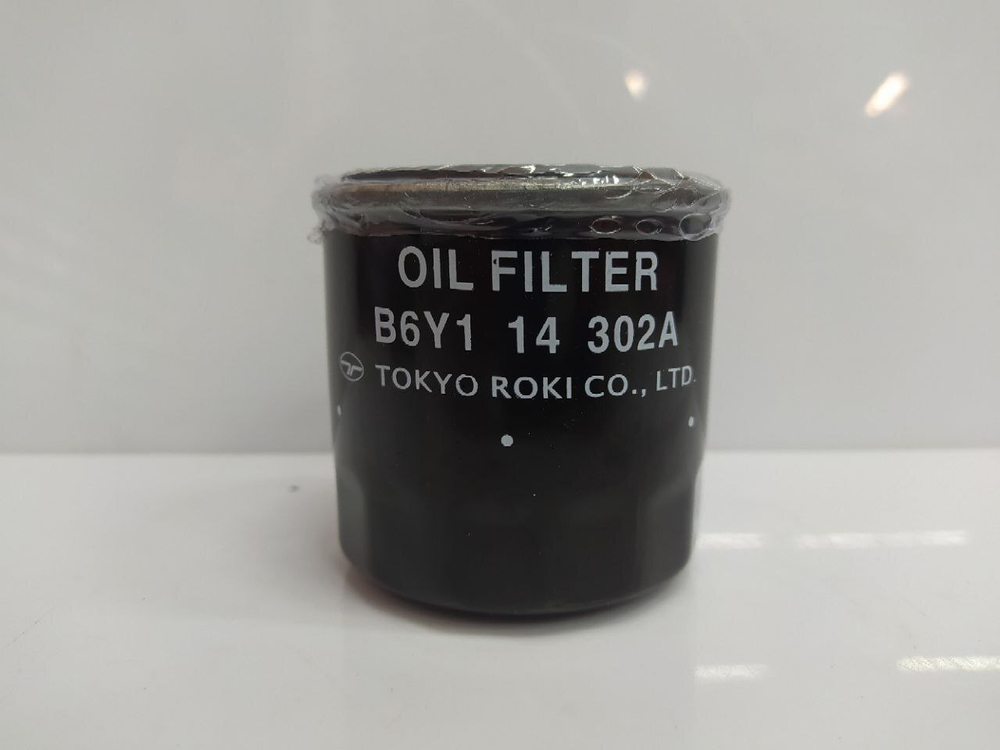 OIL FILTER
B6Y1 14 302A
TOKYO ROKI CO., LTD.